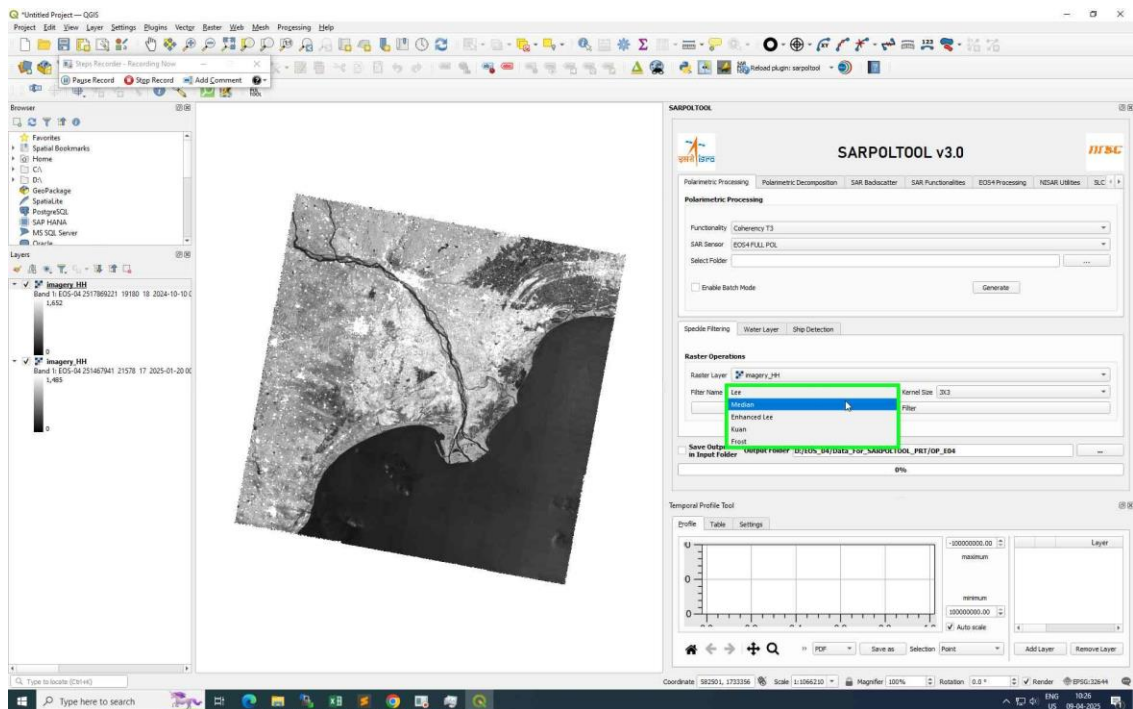 *Untitled Project — QGIS
Project Edit View Layer Settings Plugins Vector Raster Web Mesh Processing Help
Steps Recorder - Recording Now
Pause Record Stop Record Add Comment
Reload plugin: sarpoltool
Browser
Favorites
Spatial Bookmarks
Home
C:\
D:\
GeoPackage
SpatiaLite
PostgreSQL
SAP HANA
MS SQL Server
Oracle
Layers
imagery_HH
Band 1: EOS-04 2517869221 19180 18 2024-10-10
1,652
0
imagery_HH
Band 1: EOS-04 251467941 21578 17 2025-01-20
1,485
0
SARPOLTOOL
इसरो isro
SARPOLTOOL v3.0
nrsc
Polarimetric Processing Polarimetric Decomposition SAR Backscatter SAR Functionalities EOS4 Processing NISAR Utilities SLC
Polarimetric Processing
Functionality Coherency T3
SAR Sensor EOS4 FULL POL
Select Folder ...
Enable Batch Mode Generate
Speckle Filtering Water Layer Ship Detection
Raster Operations
Raster Layer imagery_HH
Filter Name Lee Kernel Size 3X3
Median
Filter
Enhanced Lee
Kuan
Frost
Save Output in Input Folder Output Folder D:/EOS_04/Data_For_SARPOLTOOL_PRT/OP_E04 ...
0%
Temporal Profile Tool
Profile Table Settings
-100000000.00
maximum
minimum
100000000.00
Auto scale
Layer
PDF Save as Selection Point Add Layer Remove Layer
Type to locate (Ctrl+K)
Coordinate 582501, 1733356 Scale 1:1066210 Magnifier 100% Rotation 0.0 ° Render EPSG:32644
Type here to search
ENG 10:26
US 09-04-2025